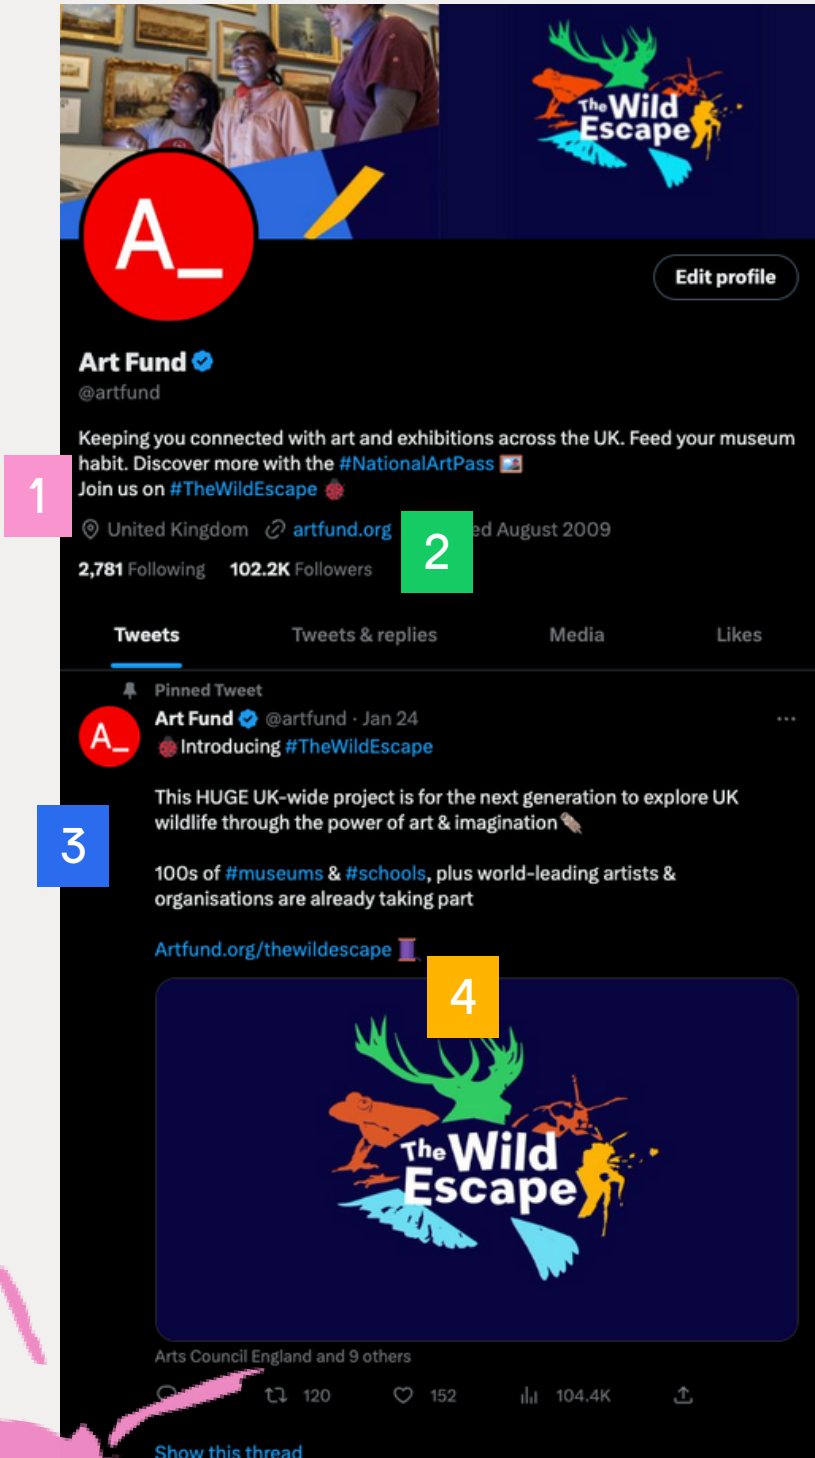 The Wild
Escape
A_
Edit profile
Art Fund
@artfund
Keeping you connected with art and exhibitions across the UK. Feed your museum
habit. Discover more with the #NationalArtPass
Join us on #TheWildEscape
1
United Kingdom artfund.org ed August 2009
2
2,781 Following 102.2K Followers
Tweets Tweets & replies Media Likes
Pinned Tweet
Art Fund @artfund · Jan 24
A_
Introducing #TheWildEscape
This HUGE UK-wide project is for the next generation to explore UK
wildlife through the power of art & imagination
3
100s of #museums & #schools, plus world-leading artists &
organisations are already taking part
Artfund.org/thewildescape
4
The Wild
Escape
Arts Council England and 9 others
120 152 104.4K
Show this thread